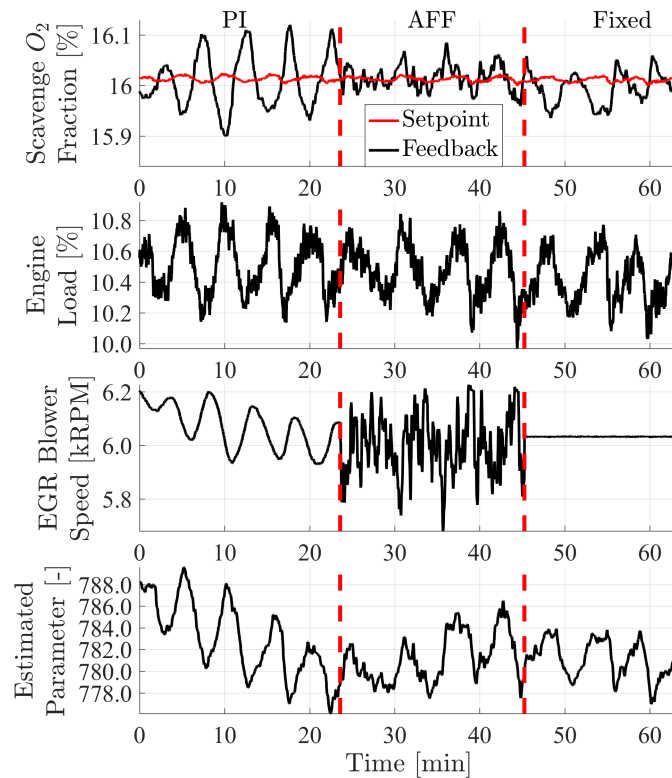 PI AFF Fixed
Scavenge O2
Fraction [%]
16.1
16
15.9
Setpoint
Feedback
0 10 20 30 40 50 60
Engine
Load [%]
10.8
10.6
10.4
10.2
10.0
0 10 20 30 40 50 60
EGR Blower
Speed [kRPM]
6.2
6.0
5.8
0 10 20 30 40 50 60
Estimated
Parameter [-]
788.0
786.0
784.0
782.0
780.0
778.0
0 10 20 30 40 50 60
Time [min]